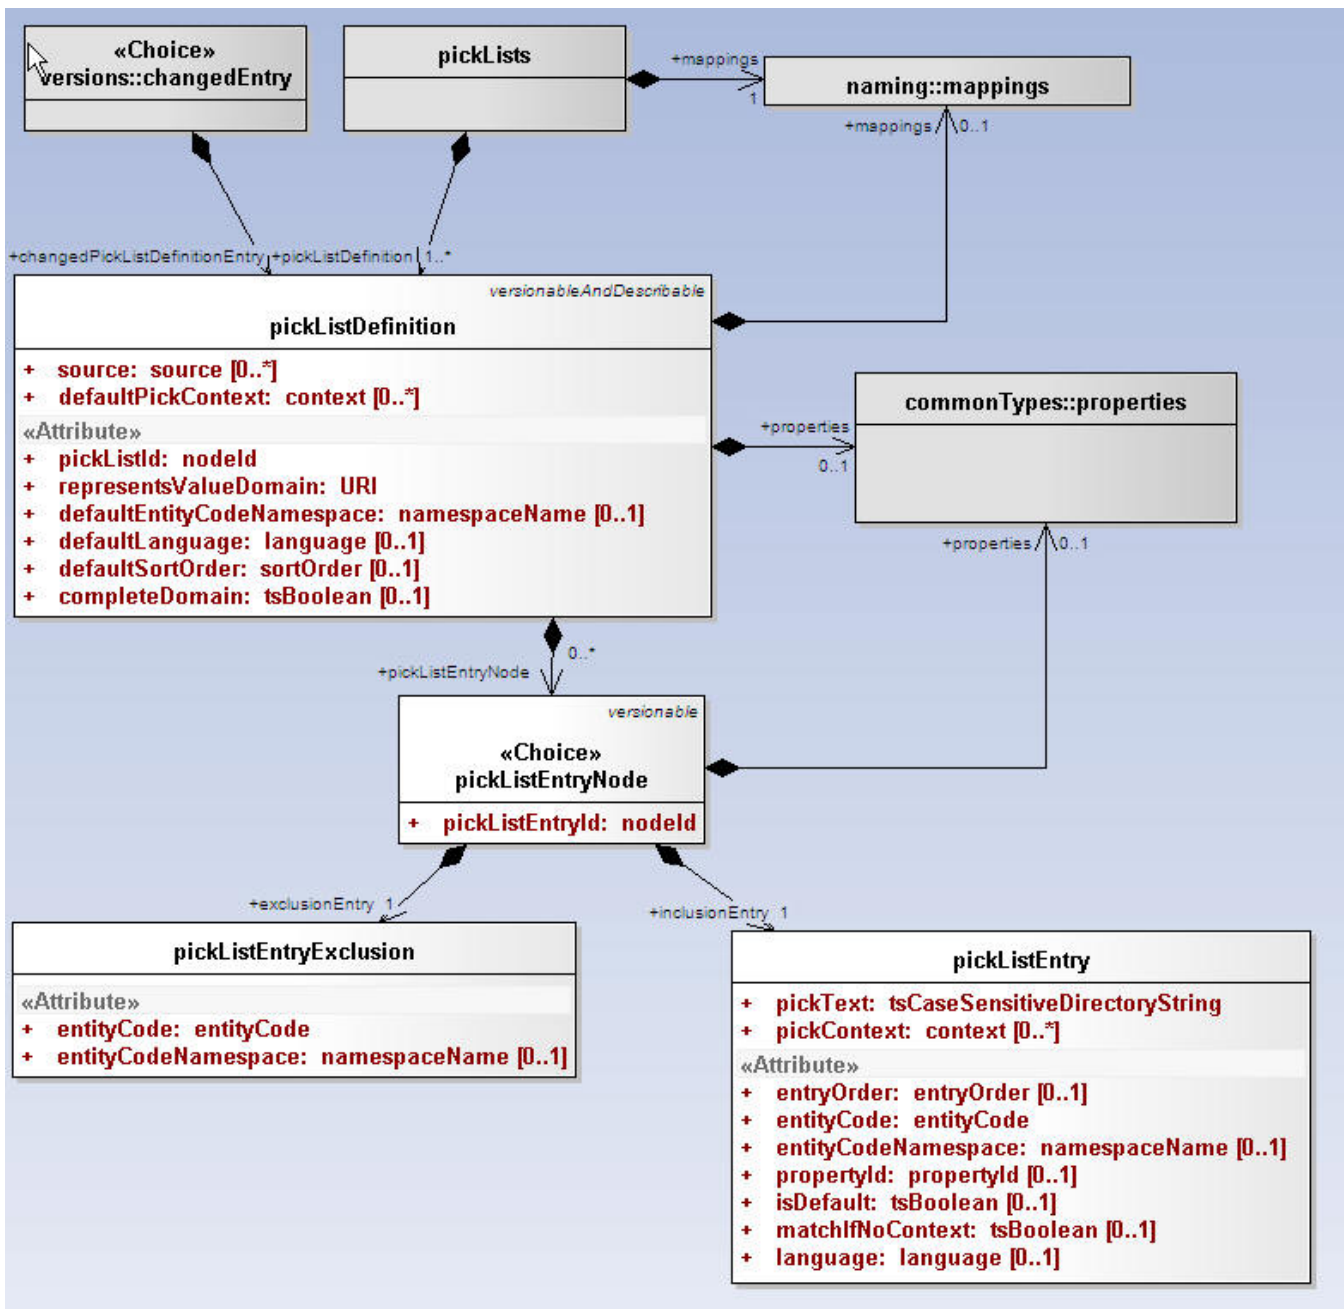 «Choice»
versions::changedEntry
pickLists
+mappings
1
naming::mappings
+mappings
0..1
+changedPickListDefinitionEntry
+pickListDefinition
1..*
versionableAndDescribable
pickListDefinition
+ source: source [0..*]
+ defaultPickContext: context [0..*]
«Attribute»
+ pickListId: nodeId
+ representsValueDomain: URI
+ defaultEntityCodeNamespace: namespaceName [0..1]
+ defaultLanguage: language [0..1]
+ defaultSortOrder: sortOrder [0..1]
+ completeDomain: tsBoolean [0..1]
+properties
0..1
commonTypes::properties
+properties
0..1
0..*
+pickListEntryNode
versionable
«Choice»
pickListEntryNode
+ pickListEntryId: nodeId
+exclusionEntry 1
+inclusionEntry 1
pickListEntryExclusion
«Attribute»
+ entityCode: entityCode
+ entityCodeNamespace: namespaceName [0..1]
pickListEntry
+ pickText: tsCaseSensitiveDirectoryString
+ pickContext: context [0..*]
«Attribute»
+ entryOrder: entryOrder [0..1]
+ entityCode: entityCode
+ entityCodeNamespace: namespaceName [0..1]
+ propertyId: propertyId [0..1]
+ isDefault: tsBoolean [0..1]
+ matchIfNoContext: tsBoolean [0..1]
+ language: language [0..1]